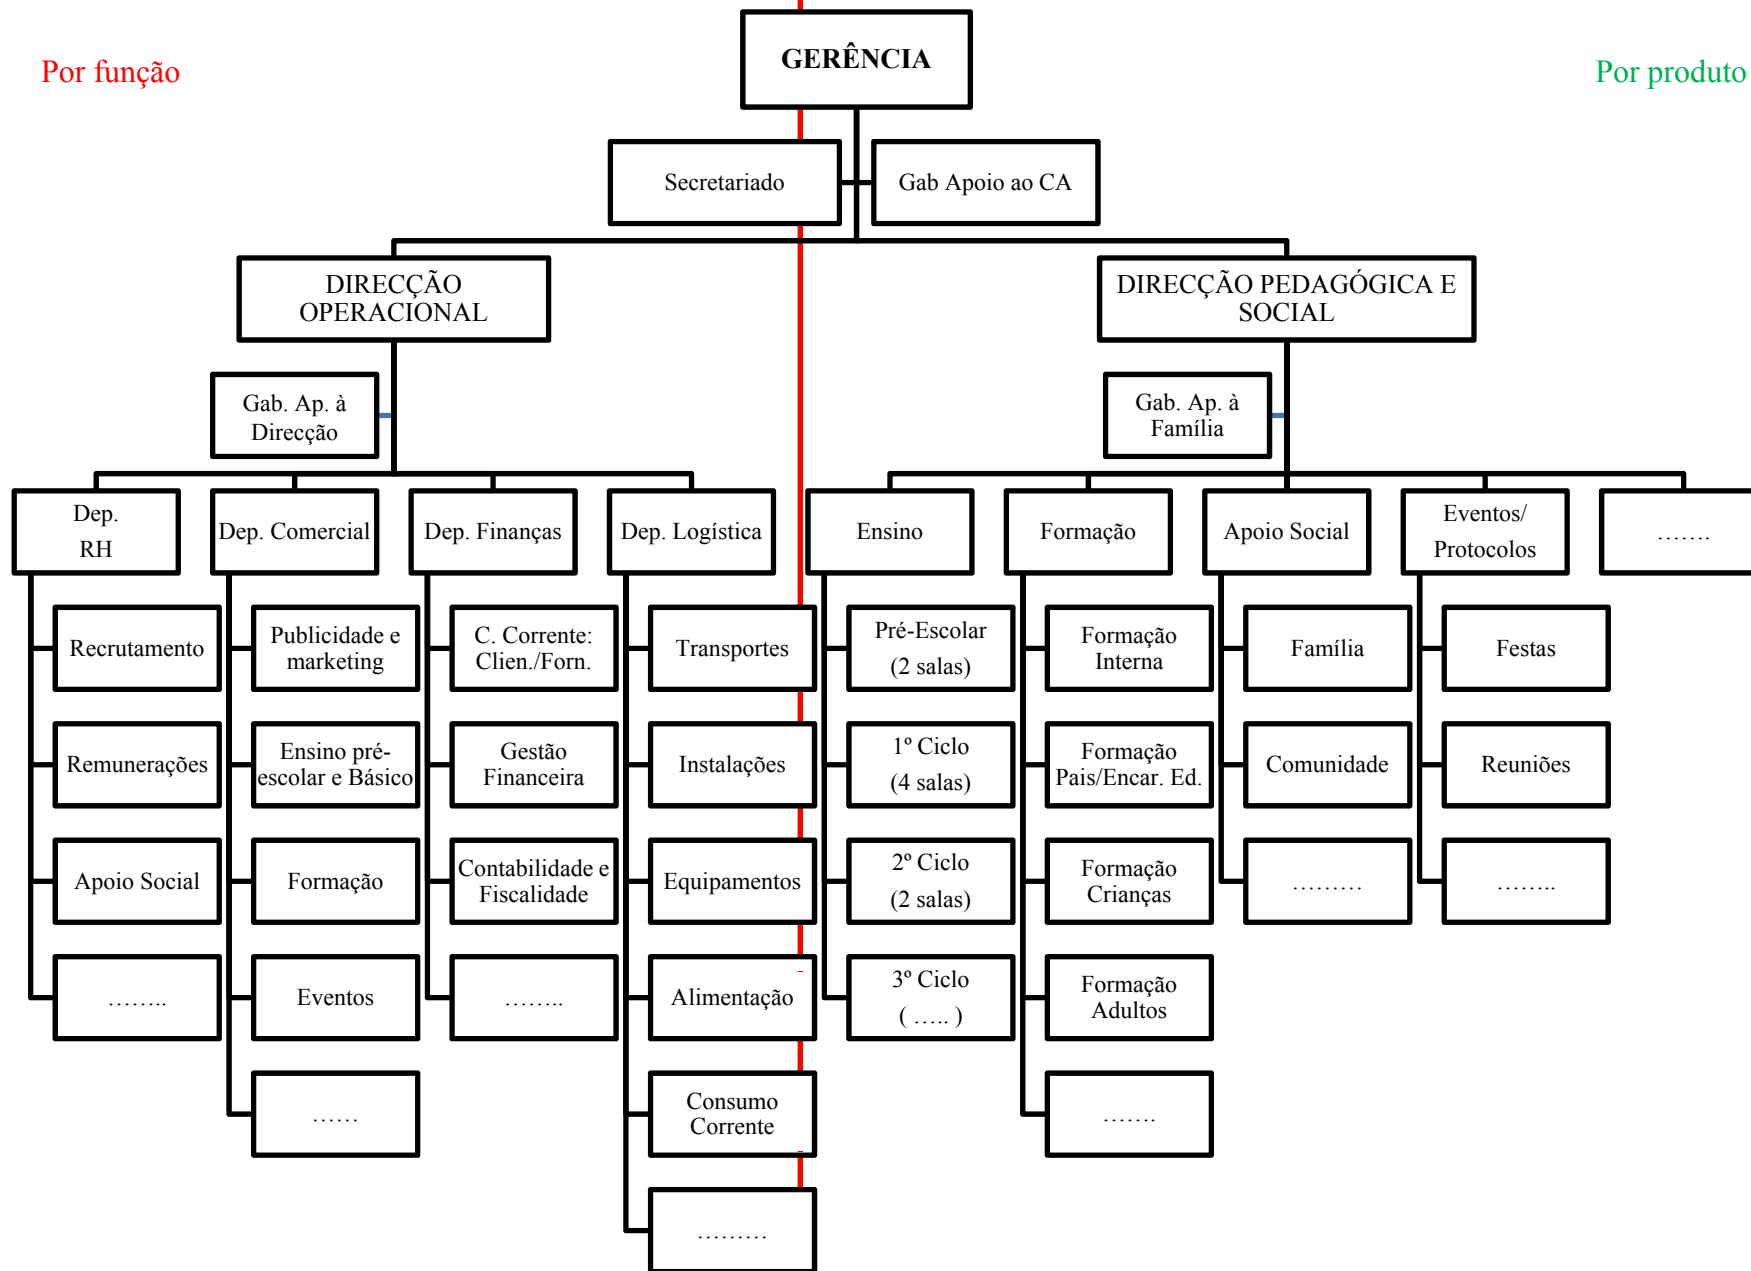 GERÊNCIA
Por função
Por produto
Secretariado
Gab Apoio ao CA
DIRECÇÃO
OPERACIONAL
DIRECÇÃO PEDAGÓGICA E
SOCIAL
Gab. Ap. à
Direcção
Gab. Ap. à
Família
Dep.
RH
Dep. Comercial
Dep. Finanças
Dep. Logística
Ensino
Formação
Apoio Social
Eventos/
Protocolos
…….
Recrutamento
Publicidade e
marketing
C. Corrente:
Clien./Forn.
Transportes
Pré-Escolar
(2 salas)
Formação
Interna
Família
Festas
Remunerações
Ensino pré-
escolar e Básico
Gestão
Financeira
Instalações
1º Ciclo
(4 salas)
Formação
Pais/Encar. Ed.
Comunidade
Reuniões
Apoio Social
Formação
Contabilidade e
Fiscalidade
Equipamentos
2º Ciclo
(2 salas)
Formação
Crianças
………
……..
……..
Eventos
……..
Alimentação
3º Ciclo
( ….. )
Formação
Adultos
……
Consumo
Corrente
…….
………